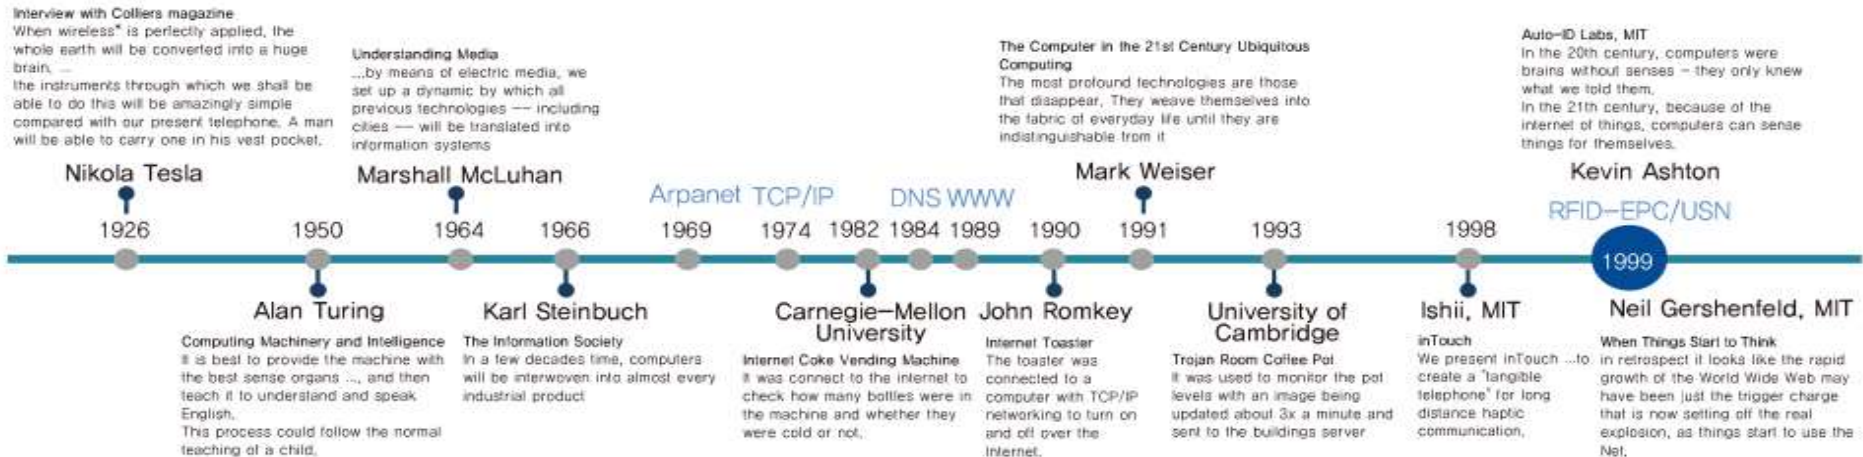 Interview with Colliers magazine
When wireless* is perfectly applied, the
whole earth will be converted into a huge
brain, ...
the instruments through which we shall be
able to do this will be amazingly simple
compared with our present telephone. A man
will be able to carry one in his vest pocket.
Nikola Tesla
1926
Alan Turing
1950
Computing Machinery and Intelligence
It is best to provide the machine with
the best sense organs ..., and then
teach it to understand and speak
English.
This process could follow the normal
teaching of a child.
Understanding Media
...by means of electric media, we
set up a dynamic by which all
previous technologies -- including
cities -- will be translated into
information systems
Marshall McLuhan
1964
1966
Karl Steinbuch
The Information Society
In a few decades time, computers
will be interwoven into almost every
industrial product
Arpanet
1969
TCP/IP
1974
1982
Carnegie-Mellon
University
Internet Coke Vending Machine
It was connect to the internet to
check how many bottles were in
the machine and whether they
were cold or not.
DNS
1984
WWW
1989
1990
John Romkey
Internet Toaster
The toaster was
connected to a
computer with TCP/IP
networking to turn on
and off over the
Internet.
The Computer in the 21st Century Ubiquitous
Computing
The most profound technologies are those
that disappear. They weave themselves into
the fabric of everyday life until they are
indistinguishable from it
Mark Weiser
1991
1993
University of
Cambridge
Trojan Room Coffee Pot
It was used to monitor the pot
levels with an image being
updated about 3x a minute and
sent to the buildings server
1998
Ishii, MIT
inTouch
We present inTouch ...to
create a "tangible
telephone" for long
distance haptic
communication.
Auto-ID Labs, MIT
In the 20th century, computers were
brains without senses - they only knew
what we told them.
In the 21th century, because of the
internet of things, computers can sense
things for themselves.
Kevin Ashton
RFID-EPC/USN
1999
Neil Gershenfeld, MIT
When Things Start to Think
in retrospect it looks like the rapid
growth of the World Wide Web may
have been just the trigger charge
that is now setting off the real
explosion, as things start to use the
Net.